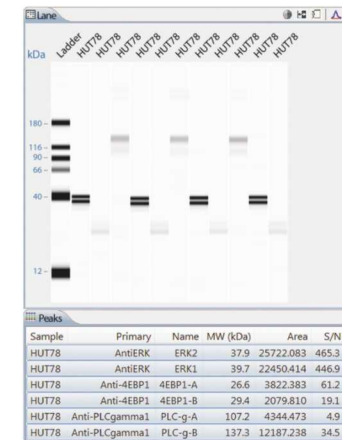 Lane
kDa Ladder HUT78 HUT78 HUT78 HUT78 HUT78 HUT78 HUT78 HUT78 HUT78 HUT78
180
116
90
66
40
12
Peaks
Sample Primary Name MW (kDa) Area S/N
HUT78 AntiERK ERK2 37.9 25722.083 465.3
HUT78 AntiERK ERK1 39.7 22450.414 446.9
HUT78 Anti-4EBP1 4EBP1-A 26.6 3822.383 61.2
HUT78 Anti-4EBP1 4EBP1-B 29.4 2079.810 19.1
HUT78 Anti-PLCgamma1 PLC-g-A 107.2 4344.473 4.9
HUT78 Anti-PLCgamma1 PLC-g-B 137.3 12187.238 34.5